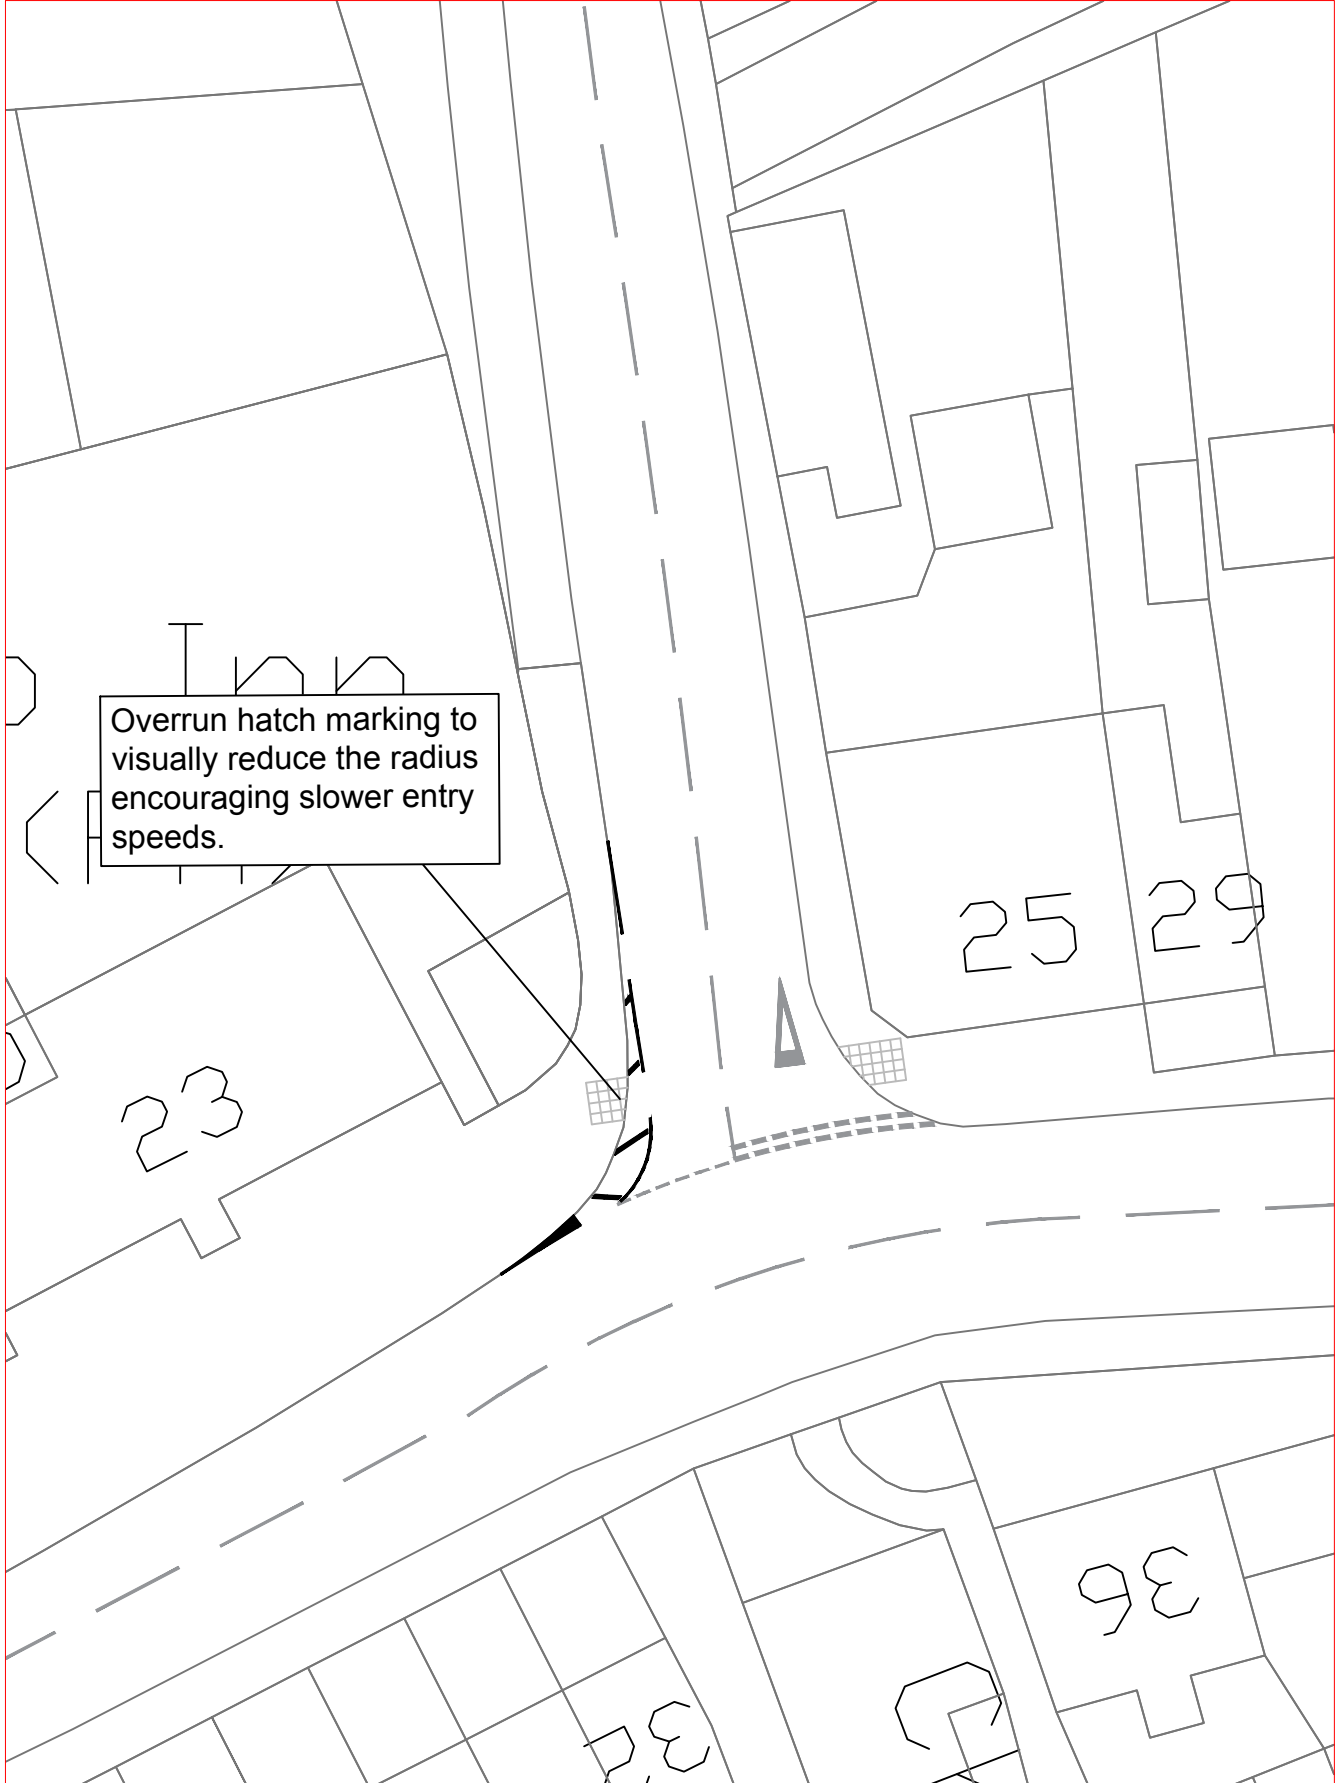 Overrun hatch marking to
visually reduce the radius
encouraging slower entry
speeds.
25
29
23
36